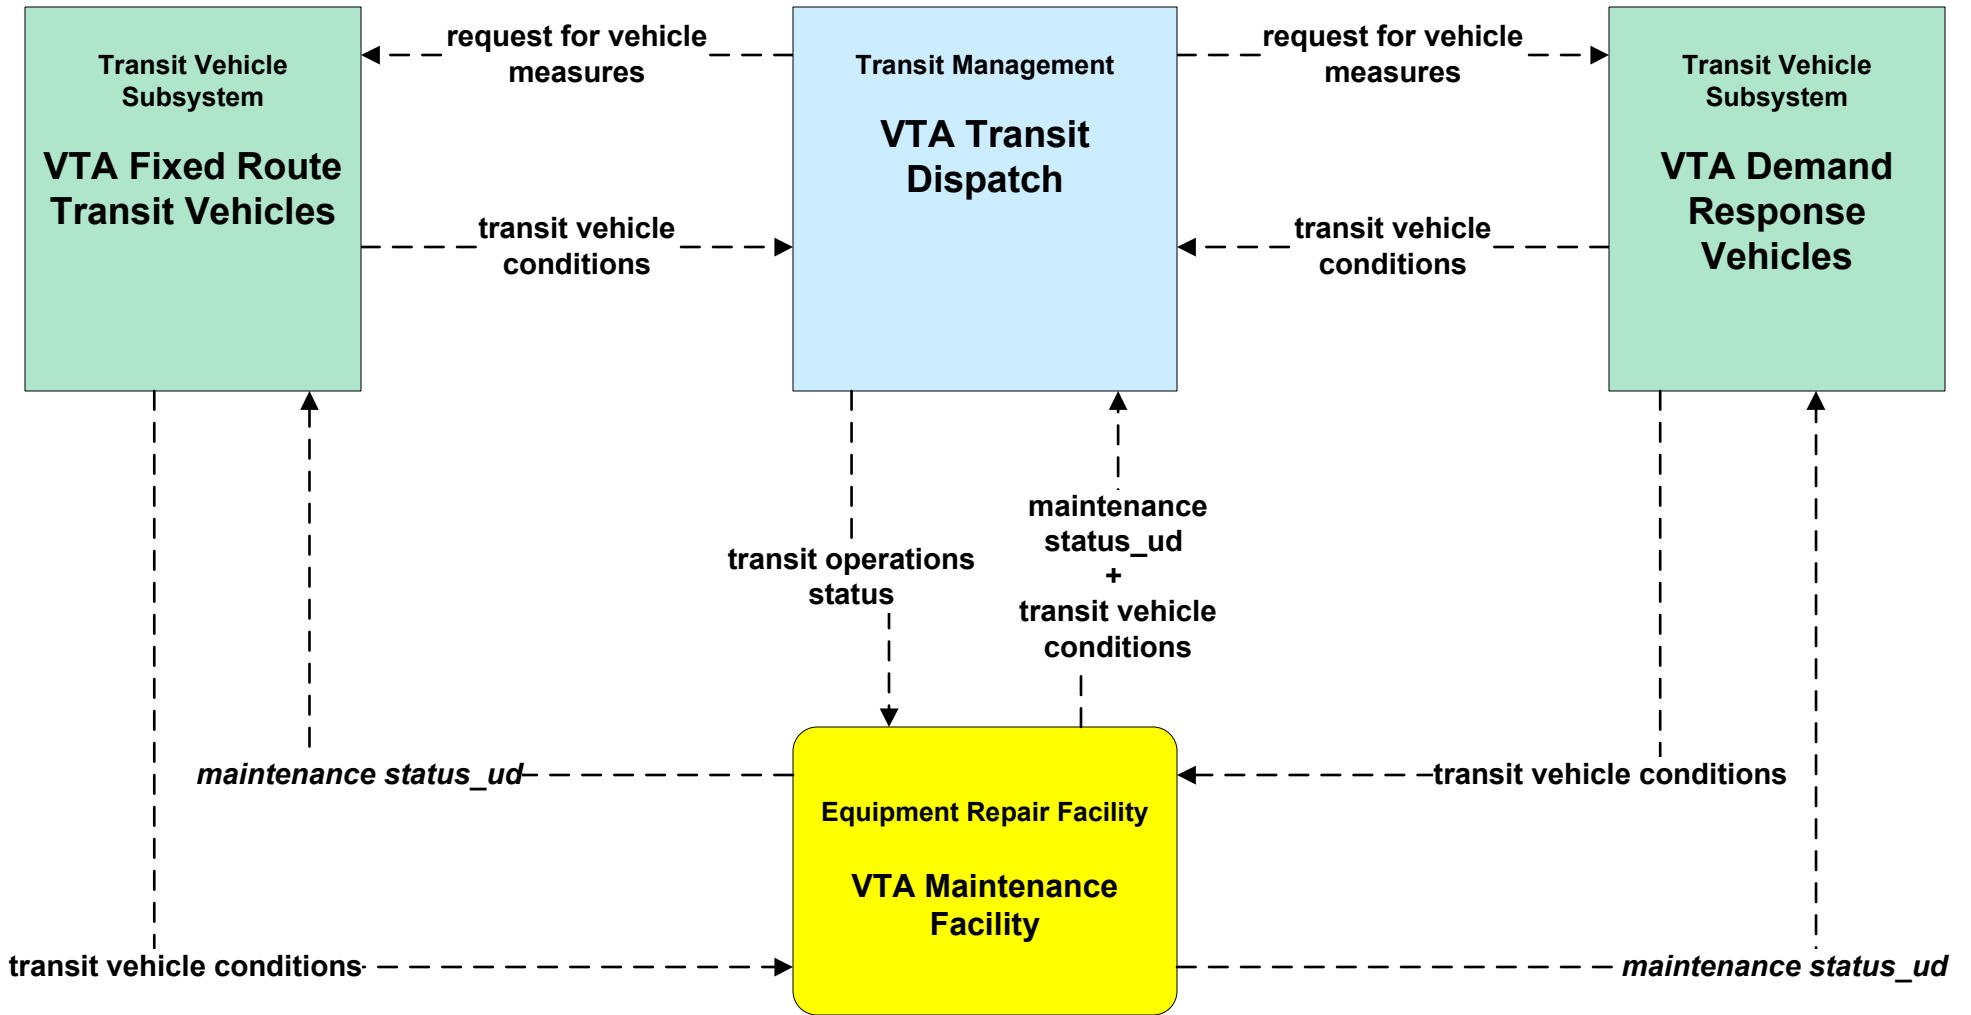 Transit Vehicle
Subsystem
VTA Fixed Route
Transit Vehicles
request for vehicle
measures
transit vehicle
conditions
Transit Management
VTA Transit
Dispatch
request for vehicle
measures
transit vehicle
conditions
Transit Vehicle
Subsystem
VTA Demand
Response
Vehicles
transit operations
status
maintenance
status_ud
+
transit vehicle
conditions
maintenance status_ud
transit vehicle conditions
Equipment Repair Facility
VTA Maintenance
Facility
transit vehicle conditions
maintenance status_ud